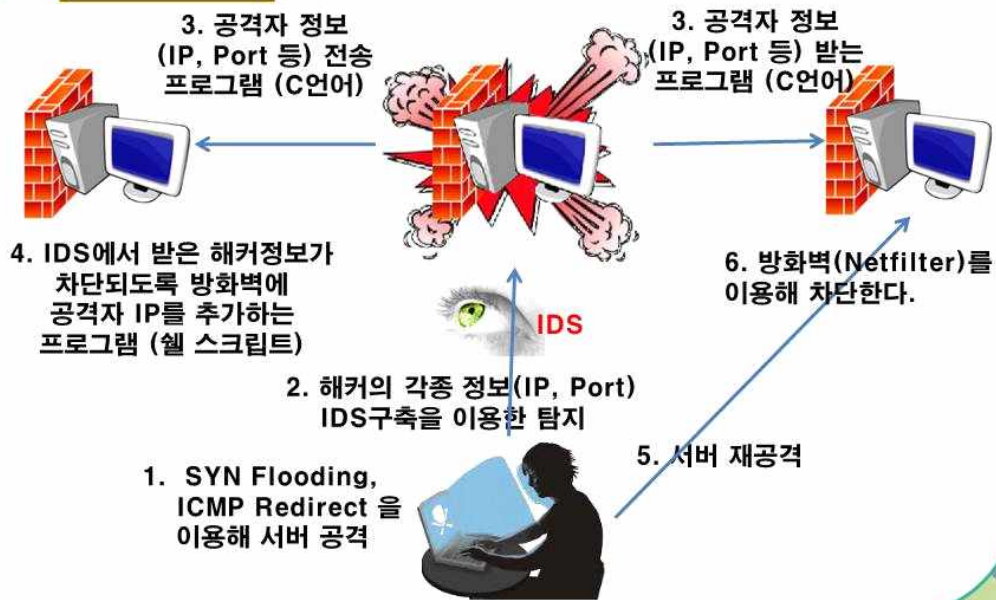 3. 공격자 정보
(IP, Port 등) 전송
프로그램 (C언어)
3. 공격자 정보
(IP, Port 등) 받는
프로그램 (C언어)
4. IDS에서 받은 해커정보가
차단되도록 방화벽에
공격자 IP를 추가하는
프로그램 (쉘 스크립트)
6. 방화벽(Netfilter)를
이용해 차단한다.
IDS
2. 해커의 각종 정보(IP, Port)
IDS구축을 이용한 탐지
5. 서버 재공격
1. SYN Flooding,
ICMP Redirect 을
이용해 서버 공격